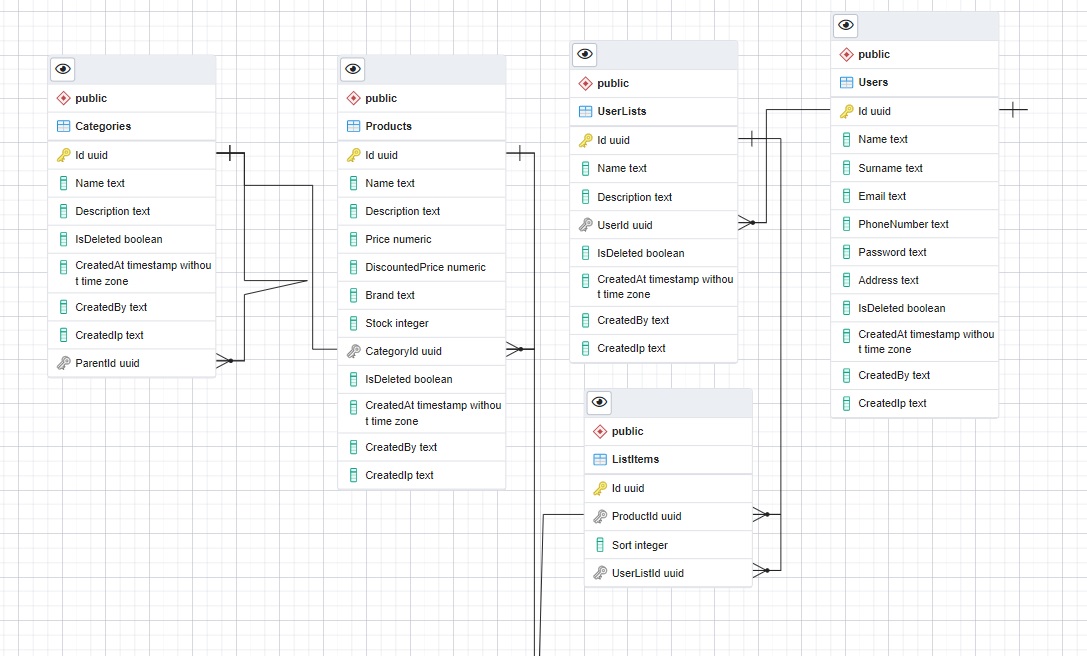 public
Categories
Id uuid
Name text
Description text
IsDeleted boolean
CreatedAt timestamp withou
t time zone
CreatedBy text
CreatedIp text
ParentId uuid
public
Products
Id uuid
Name text
Description text
Price numeric
DiscountedPrice numeric
Brand text
Stock integer
CategoryId uuid
IsDeleted boolean
CreatedAt timestamp withou
t time zone
CreatedBy text
CreatedIp text
public
UserLists
Id uuid
Name text
Description text
UserId uuid
IsDeleted boolean
CreatedAt timestamp withou
t time zone
CreatedBy text
CreatedIp text
public
ListItems
Id uuid
ProductId uuid
Sort integer
UserListId uuid
public
Users
Id uuid
Name text
Surname text
Email text
PhoneNumber text
Password text
Address text
IsDeleted boolean
CreatedAt timestamp withou
t time zone
CreatedBy text
CreatedIp text